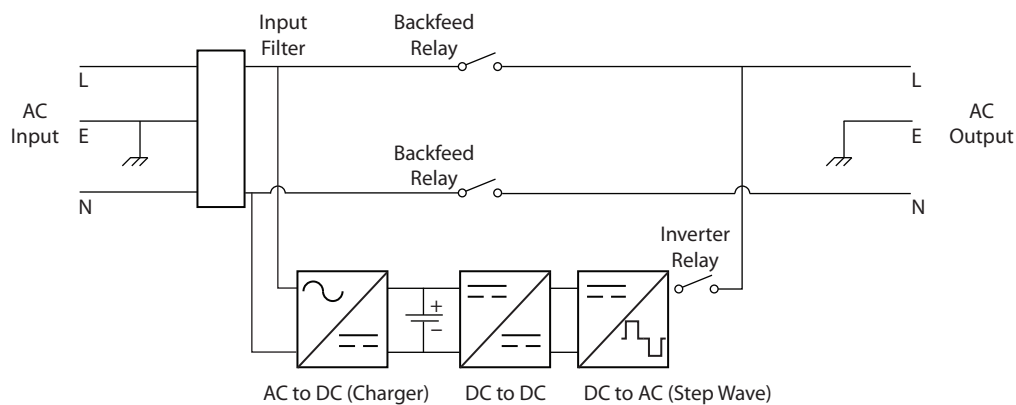 Input
Filter
Backfeed
Relay
L
L
AC
Input
E
E
AC
Output
Backfeed
Relay
N
N
Inverter
Relay
+
−
AC to DC (Charger)
DC to DC
DC to AC (Step Wave)